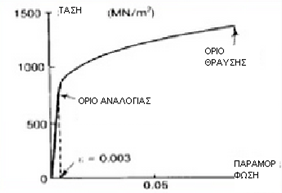 1500
ΤΑΣΗ
(MN/m²)
ΟΡΙΟ
ΘΡΑΥΣΗΣ
1000
ΟΡΙΟ ΑΝΑΛΟΓΙΑΣ
500
ε = 0.003
ΠΑΡΑΜΟΡ
ΦΩΣΗ
0
0.05